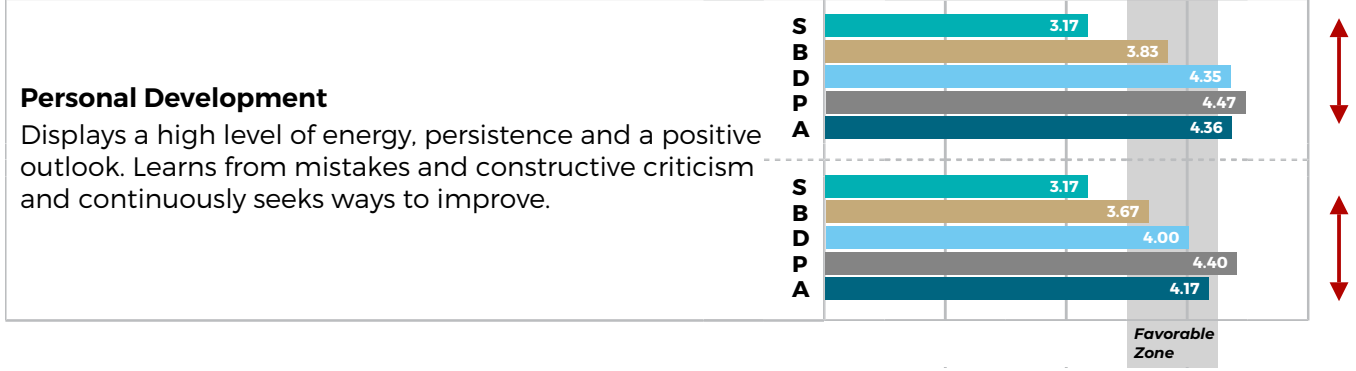 Personal Development
Displays a high level of energy, persistence and a positive
outlook. Learns from mistakes and constructive criticism
and continuously seeks ways to improve.
S 3.17
B 3.83
D 4.35
P 4.47
A 4.36
S 3.17
B 3.67
D 4.00
P 4.40
A 4.17
Favorable
Zone